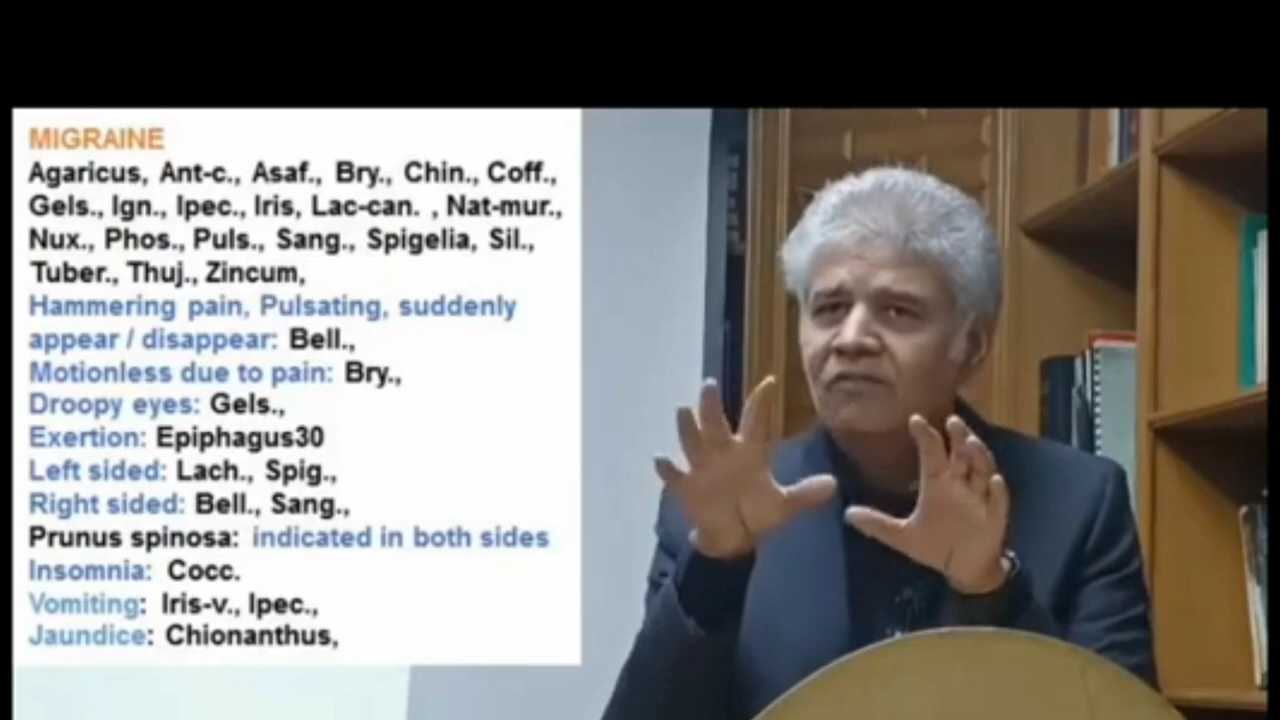 MIGRAINE
Agaricus, Ant-c., Asaf., Bry., Chin., Coff.,
Gels., Ign., Ipec., Iris, Lac-can. , Nat-mur.,
Nux., Phos., Puls., Sang., Spigelia, Sil.,
Tuber., Thuj., Zincum,
Hammering pain, Pulsating, suddenly
appear / disappear: Bell.,
Motionless due to pain: Bry.,
Droopy eyes: Gels.,
Exertion: Epiphagus30
Left sided: Lach., Spig.,
Right sided: Bell., Sang.,
Prunus spinosa: indicated in both sides
Insomnia: Cocc.
Vomiting: Iris-v., Ipec.,
Jaundice: Chionanthus,